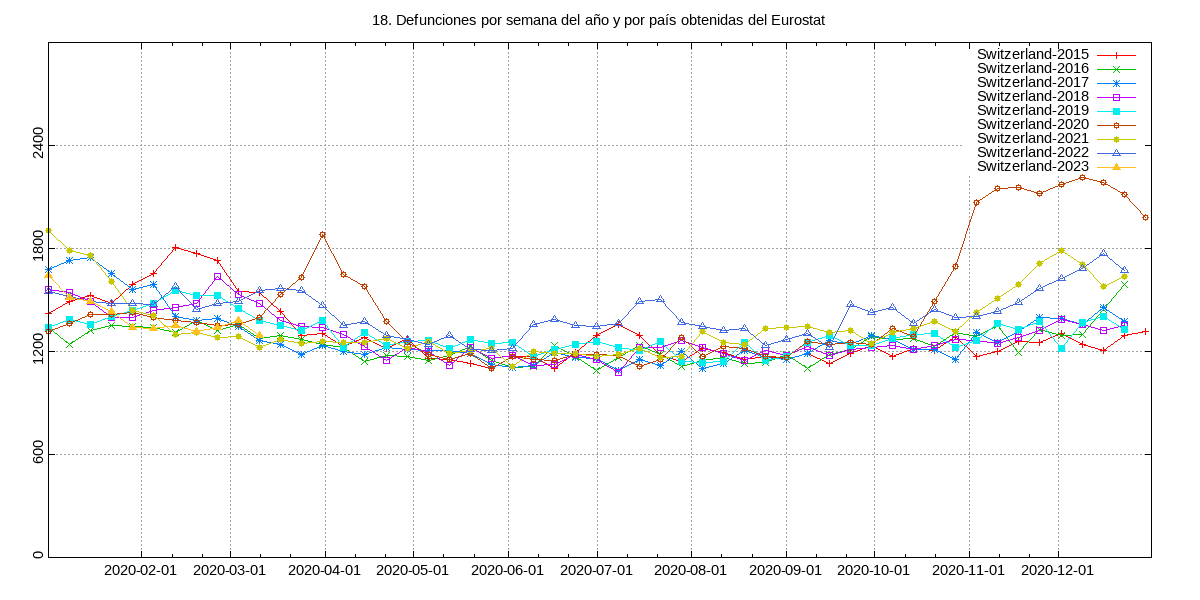 18. Defunciones por semana del año y por país obtenidas del Eurostat
Switzerland-2015
Switzerland-2016
Switzerland-2017
Switzerland-2018
Switzerland-2019
Switzerland-2020
Switzerland-2021
Switzerland-2022
Switzerland-2023
2400
1800
1200
600
0
2020-02-01 2020-03-01 2020-04-01 2020-05-01 2020-06-01 2020-07-01 2020-08-01 2020-09-01 2020-10-01 2020-11-01 2020-12-01